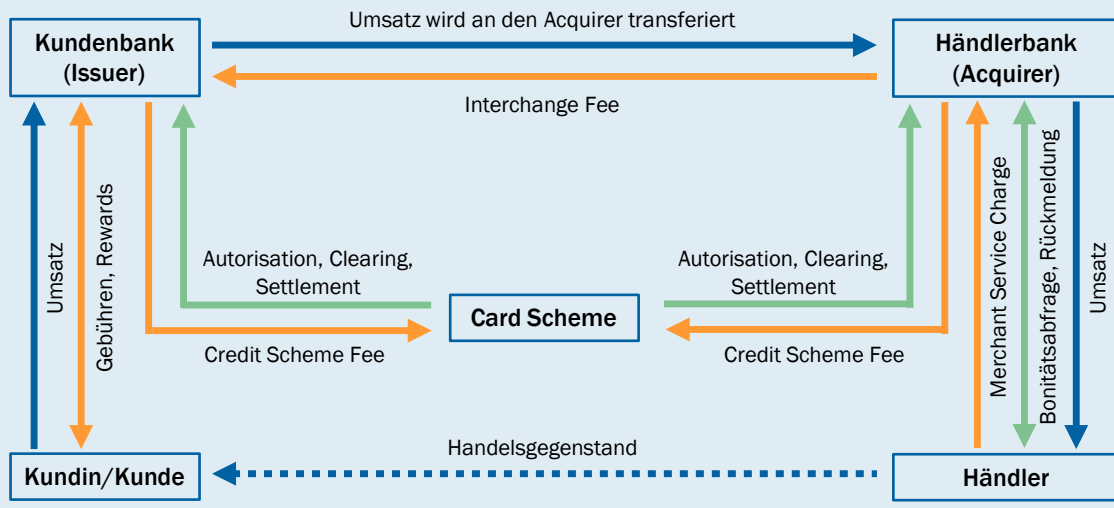 Umsatz wird an den Acquirer transferiert
Kundenbank
(Issuer)
Händlerbank
(Acquirer)
Interchange Fee
Umsatz
Gebühren, Rewards
Autorisation, Clearing,
Settlement
Credit Scheme Fee
Card Scheme
Autorisation, Clearing,
Settlement
Credit Scheme Fee
Merchant Service Charge
Bonitätsabfrage, Rückmeldung
Umsatz
Handelsgegenstand
Kundin/Kunde
Händler